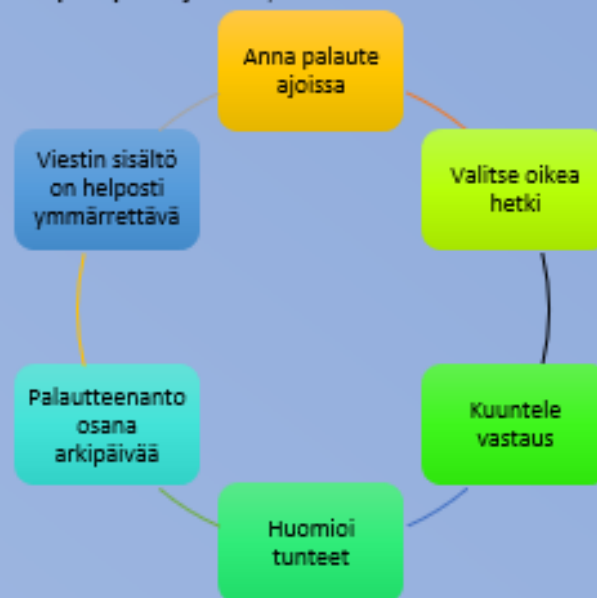 Anna palaute
ajoissa
Valitse oikea
hetki
Kuuntele
vastaus
Huomioi
tunteet
Palautteenanto
osana
arkipäivää
Viestin sisältö
on helposti
ymmärrettävä